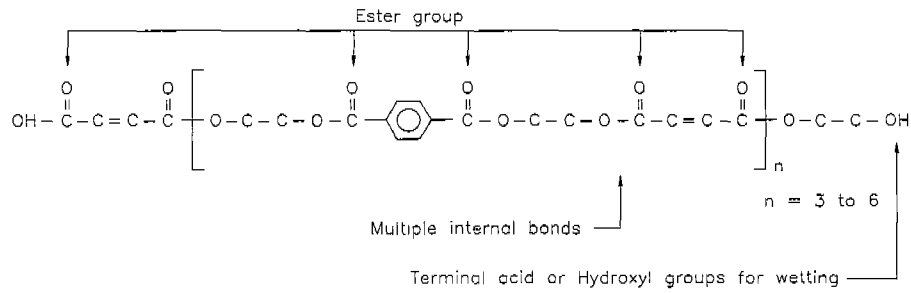 Ester group
O O O O O O
OH–C–C=C–C–O–C–C–O–C–C–O–C–C–O–C–C=C–C–O–C–C–OH
n
n = 3 to 6
Multiple internal bonds
Terminal acid or Hydroxyl groups for wetting